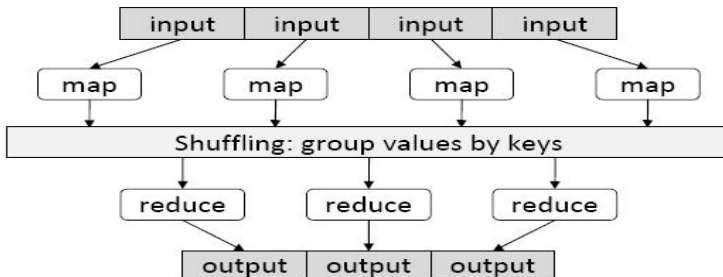 input input input input
map map map map
Shuffling: group values by keys
reduce reduce reduce
output output output